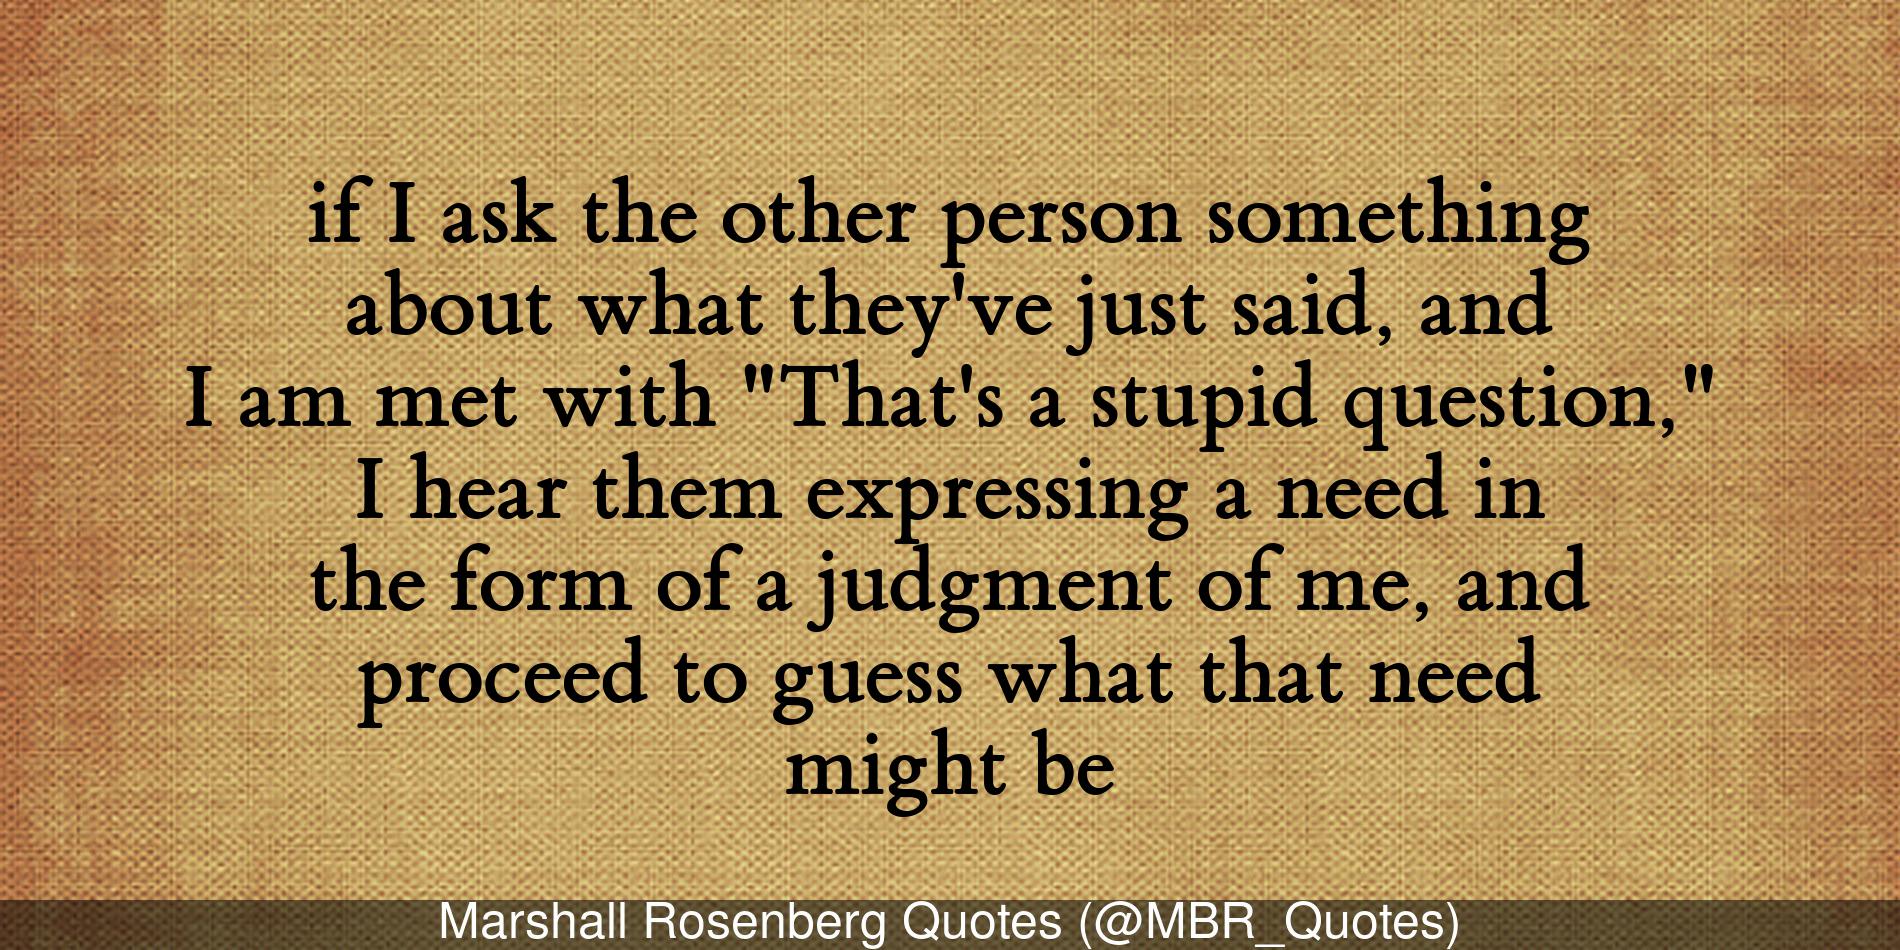 if I ask the other person something
about what they've just said, and
I am met with "That's a stupid question,"
I hear them expressing a need in
the form of a judgment of me, and
proceed to guess what that need
might be
Marshall Rosenberg Quotes (@MBR_Quotes)